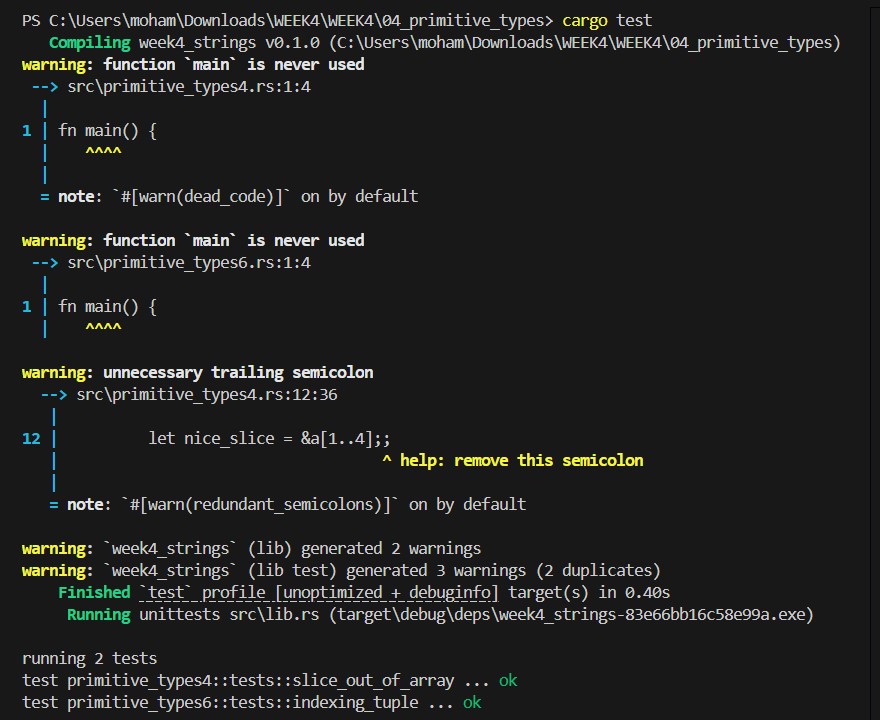 PS C:\Users\moham\Downloads\WEEK4\WEEK4\04_primitive_types> cargo test
   Compiling week4_strings v0.1.0 (C:\Users\moham\Downloads\WEEK4\WEEK4\04_primitive_types)
warning: function `main` is never used
 --> src\primitive_types4.rs:1:4
  |
1 | fn main() {
  |    ^^^^
  |
  = note: `#[warn(dead_code)]` on by default

warning: function `main` is never used
 --> src\primitive_types6.rs:1:4
  |
1 | fn main() {
  |    ^^^^

warning: unnecessary trailing semicolon
  --> src\primitive_types4.rs:12:36
   |
12 |         let nice_slice = &a[1..4];;
   |                                   ^ help: remove this semicolon
   |
   = note: `#[warn(redundant_semicolons)]` on by default

warning: `week4_strings` (lib) generated 2 warnings
warning: `week4_strings` (lib test) generated 3 warnings (2 duplicates)
    Finished `test` profile [unoptimized + debuginfo] target(s) in 0.40s
     Running unittests src\lib.rs (target\debug\deps\week4_strings-83e66bb16c58e99a.exe)

running 2 tests
test primitive_types4::tests::slice_out_of_array ... ok
test primitive_types6::tests::indexing_tuple ... ok